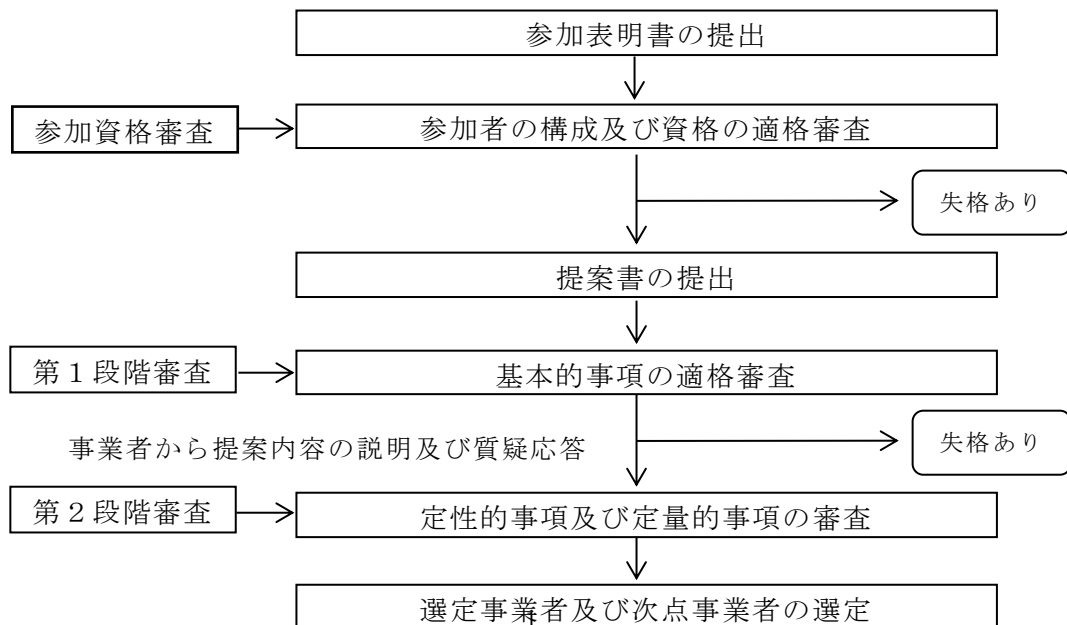 参加表明書の提出
参加資格審査
参加者の構成及び資格の適格審査
失格あり
提案書の提出
第１段階審査
基本的事項の適格審査
事業者から提案内容の説明及び質疑応答
失格あり
第２段階審査
定性的事項及び定量的事項の審査
選定事業者及び次点事業者の選定